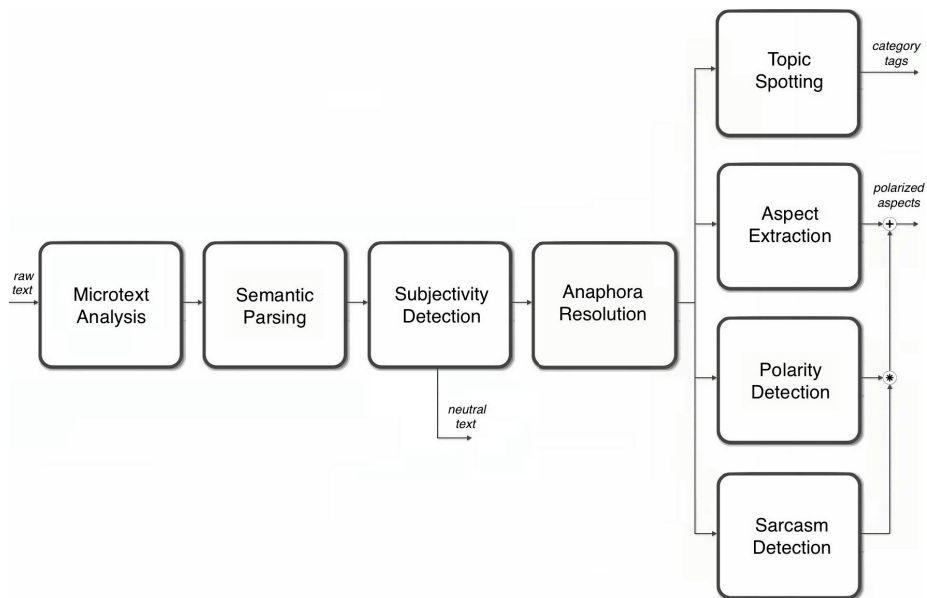 raw
text
Microtext
Analysis
Semantic
Parsing
Subjectivity
Detection
neutral
text
Anaphora
Resolution
Topic
Spotting
category
tags
Aspect
Extraction
polarized
aspects
+
Polarity
Detection
*
Sarcasm
Detection